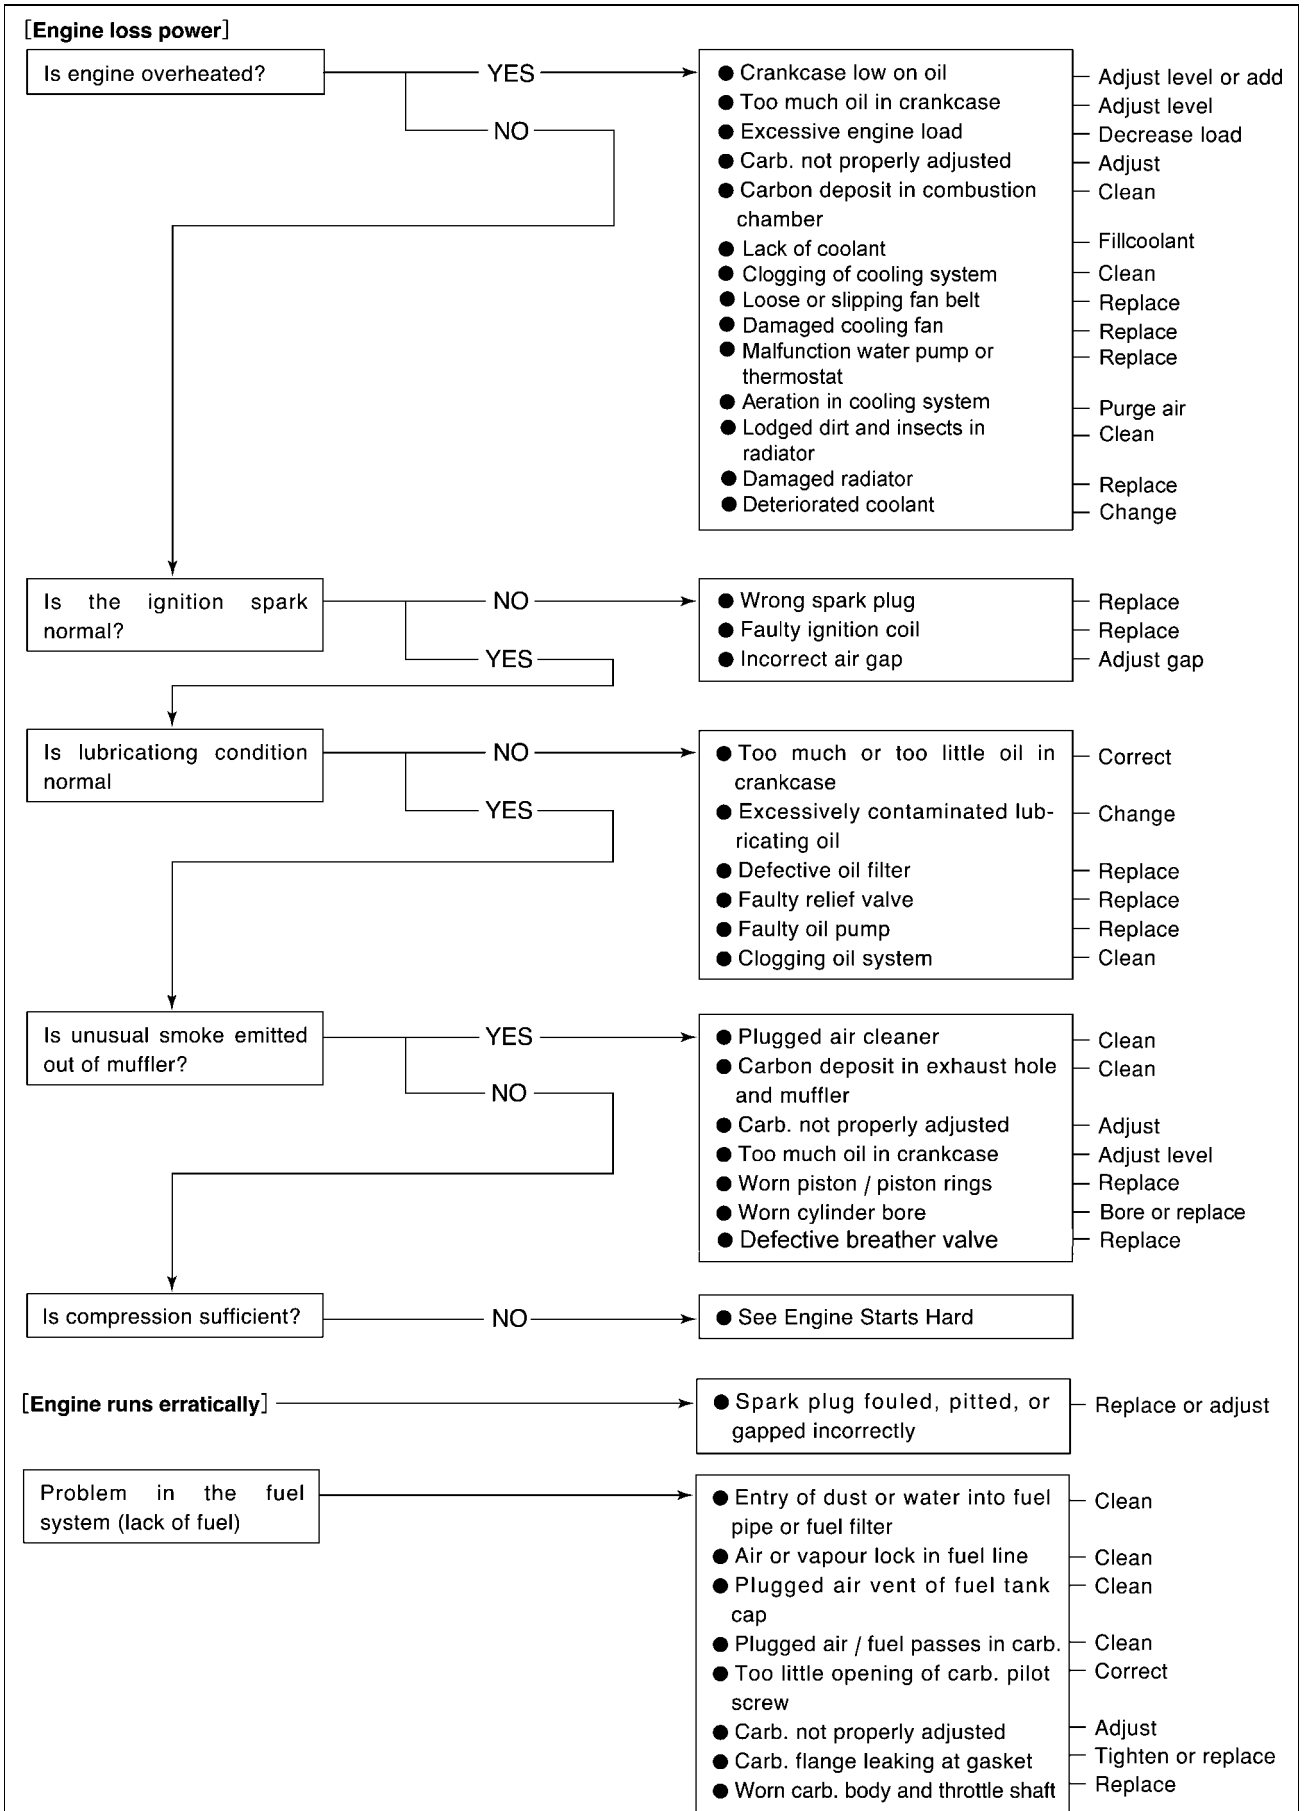 [Engine loss power]
Is engine overheated?
YES
NO
● Crankcase low on oil
● Too much oil in crankcase
● Excessive engine load
● Carb. not properly adjusted
● Carbon deposit in combustion
chamber
● Lack of coolant
● Clogging of cooling system
● Loose or slipping fan belt
● Damaged cooling fan
● Malfunction water pump or
thermostat
● Aeration in cooling system
● Lodged dirt and insects in
radiator
● Damaged radiator
● Deteriorated coolant
Adjust level or add
Adjust level
Decrease load
Adjust
Clean
Fillcoolant
Clean
Replace
Replace
Replace
Purge air
Clean
Replace
Change
Is the ignition spark
normal?
NO
YES
● Wrong spark plug
● Faulty ignition coil
● Incorrect air gap
Replace
Replace
Adjust gap
Is lubricationg condition
normal
NO
YES
● Too much or too little oil in
crankcase
● Excessively contaminated lub-
ricating oil
● Defective oil filter
● Faulty relief valve
● Faulty oil pump
● Clogging oil system
Correct
Change
Replace
Replace
Replace
Clean
Is unusual smoke emitted
out of muffler?
YES
NO
● Plugged air cleaner
● Carbon deposit in exhaust hole
and muffler
● Carb. not properly adjusted
● Too much oil in crankcase
● Worn piston / piston rings
● Worn cylinder bore
● Defective breather valve
Clean
Clean
Adjust
Adjust level
Replace
Bore or replace
Replace
Is compression sufficient?
NO
● See Engine Starts Hard
[Engine runs erratically]
● Spark plug fouled, pitted, or
gapped incorrectly
Replace or adjust
Problem in the fuel
system (lack of fuel)
● Entry of dust or water into fuel
pipe or fuel filter
● Air or vapour lock in fuel line
● Plugged air vent of fuel tank
cap
● Plugged air / fuel passes in carb.
● Too little opening of carb. pilot
screw
● Carb. not properly adjusted
● Carb. flange leaking at gasket
● Worn carb. body and throttle shaft
Clean
Clean
Clean
Clean
Correct
Adjust
Tighten or replace
Replace